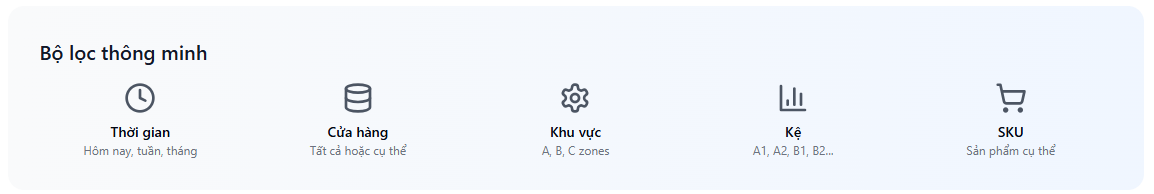 Bộ lọc thông minh
Thời gian
Hôm nay, tuần, tháng
Cửa hàng
Tất cả hoặc cụ thể
Khu vực
A, B, C zones
Kệ
A1, A2, B1, B2...
SKU
Sản phẩm cụ thể